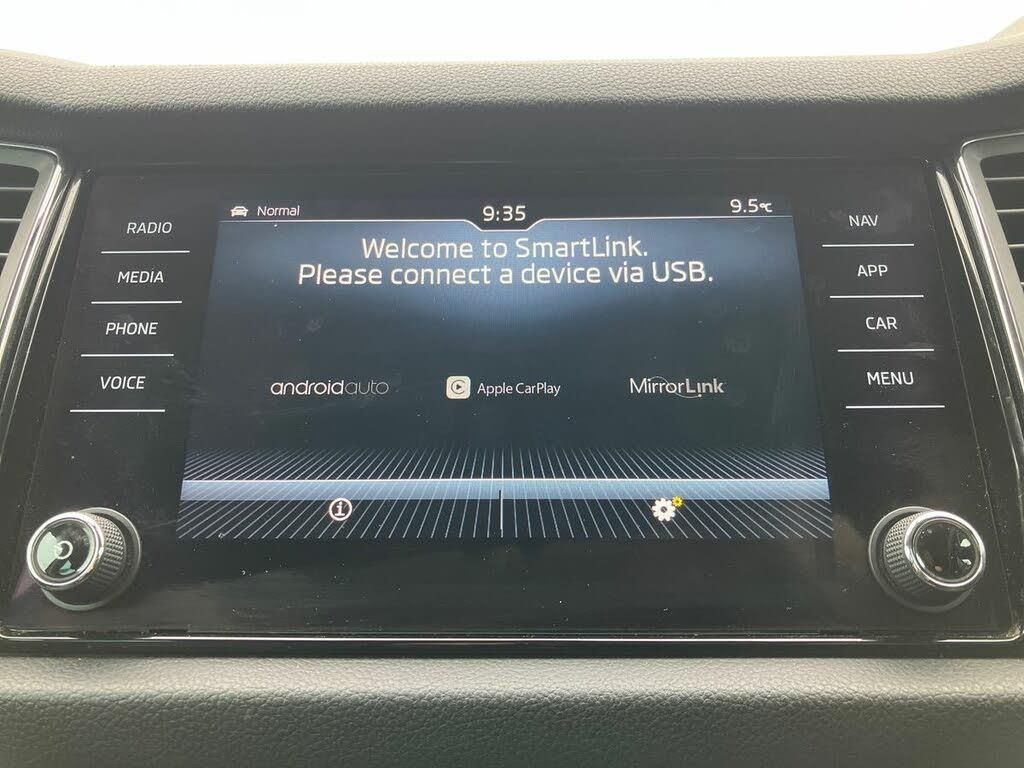 RADIO
MEDIA
PHONE
VOICE
Normal
9:35
9.5°C
Welcome to SmartLink.
Please connect a device via USB.
androidauto
Apple CarPlay
MirrorLink
NAV
APP
CAR
MENU